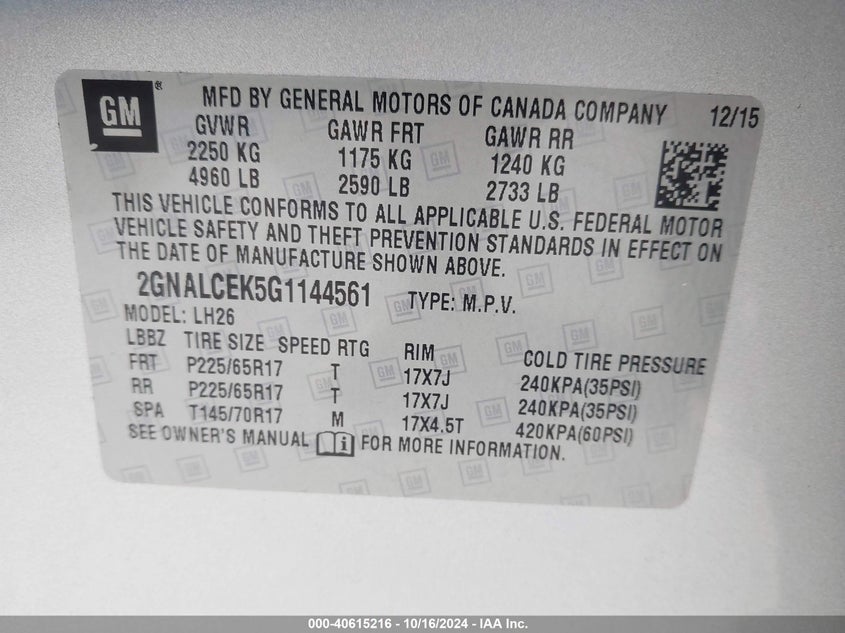 GM ® MFD BY GENERAL MOTORS OF CANADA COMPANY 12/15
GVWR GAWR FRT GAWR RR
2250 KG 1175 KG 1240 KG
4960 LB 2590 LB 2733 LB
THIS VEHICLE CONFORMS TO ALL APPLICABLE U.S. FEDERAL MOTOR
VEHICLE SAFETY AND THEFT PREVENTION STANDARDS IN EFFECT ON
THE DATE OF MANUFACTURE SHOWN ABOVE.
2GNALCEK5G1144561 TYPE: M.P.V.
MODEL: LH26
LBBZ TIRE SIZE SPEED RTG RIM COLD TIRE PRESSURE
FRT P225/65R17 T 17X7J 240KPA(35PSI)
RR P225/65R17 T 17X7J 240KPA(35PSI)
SPA T145/70R17 M 17X4.5T 420KPA(60PSI)
SEE OWNER'S MANUAL i FOR MORE INFORMATION.
000-40615216 - 10/16/2024 - IAA Inc.